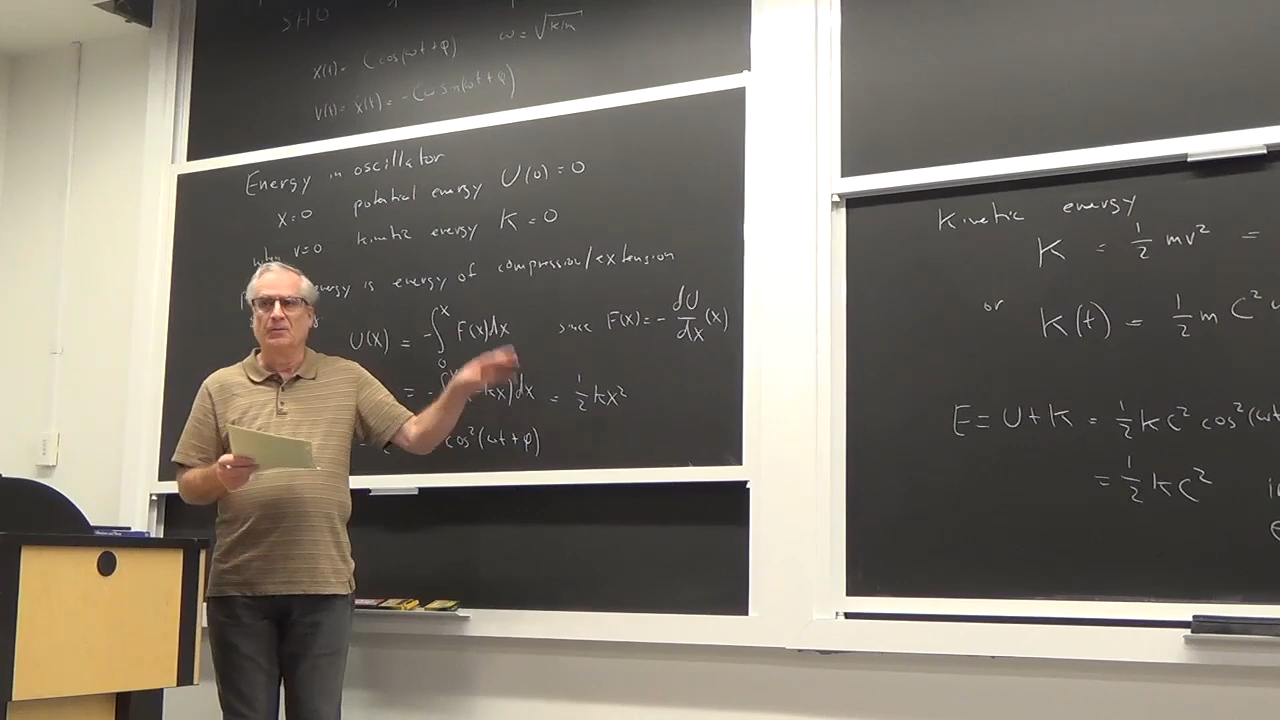 SHO
x(t) = C cos(ωt + φ) ω = √k/m
v(t) = ẋ(t) = -Cω sin(ωt + φ)
Energy in oscillator
x=0 potential energy U(0) = 0
when v=0 kinetic energy K = 0
energy is energy of compression/extension
U(x) = -∫₀ˣ F(x)dx since F(x) = -dU/dx (x)
= - kx)dx = 1/2 kx²
cos²(ωt + φ)
Kinetic energy
K = 1/2 mv² =
or K(t) = 1/2 m C²
E = U + K = 1/2 kC² cos²(ωt
= 1/2 kC²